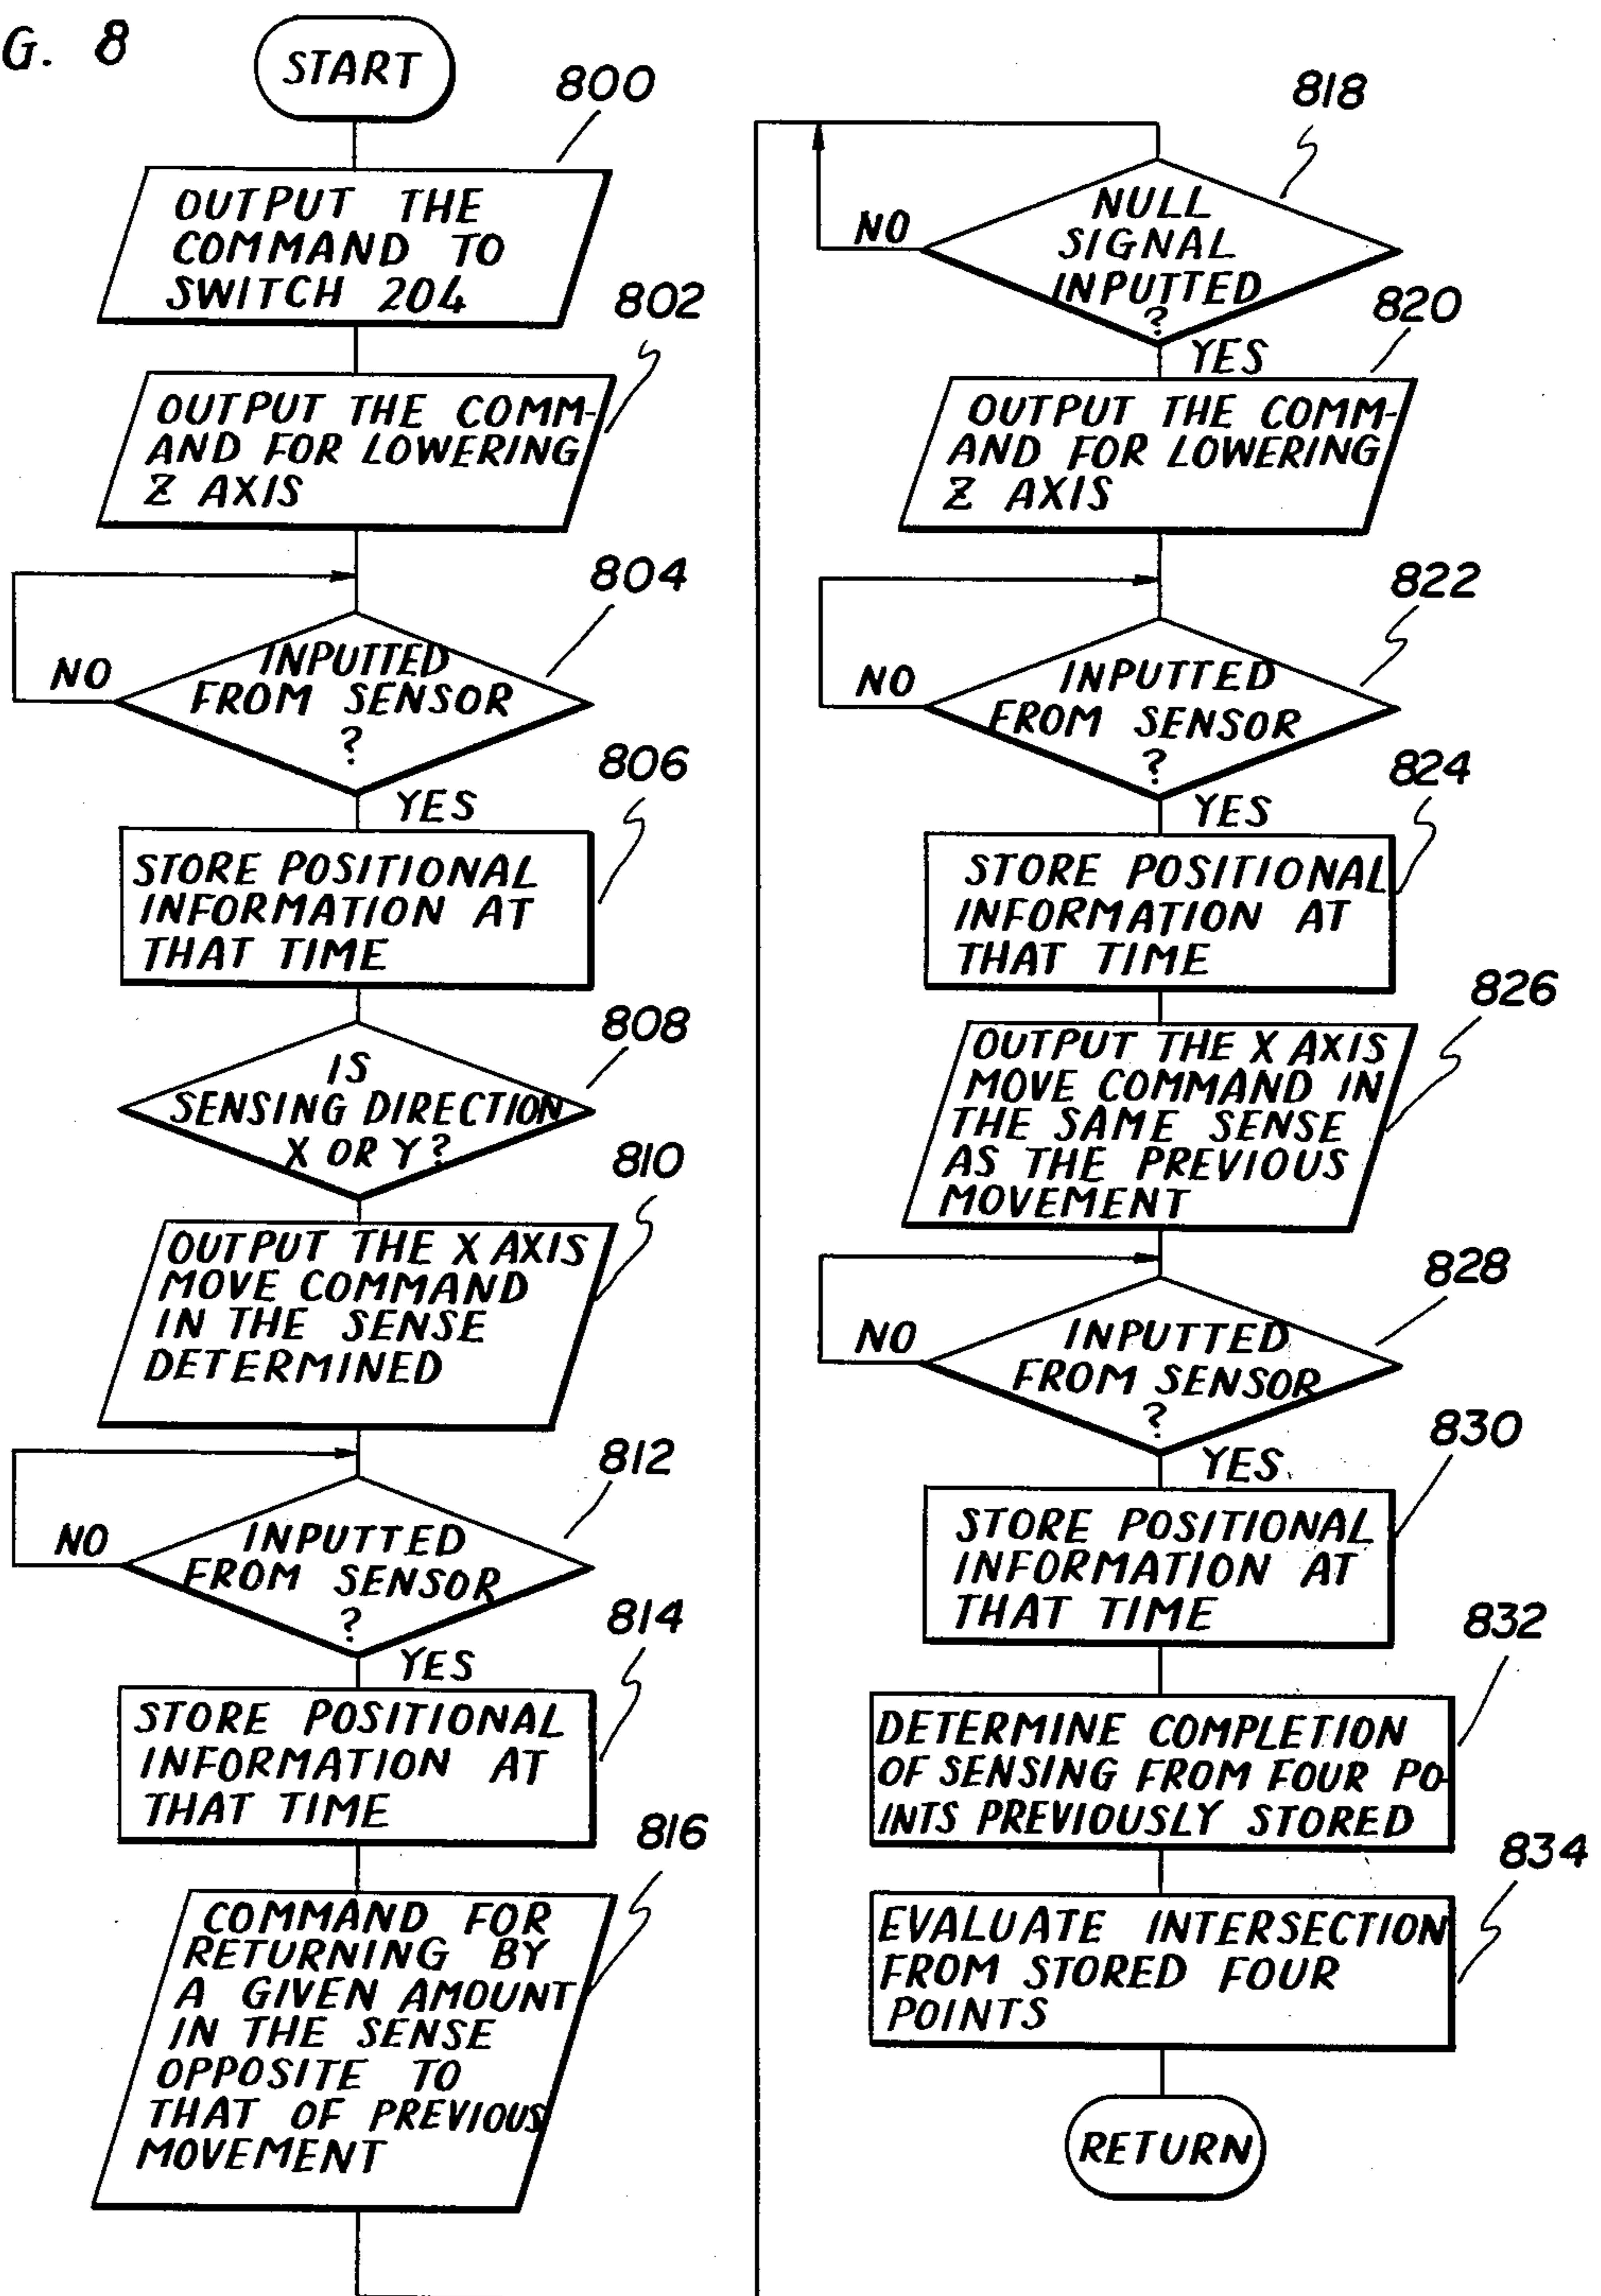 G. 8
START
800
OUTPUT THE
COMMAND TO
SWITCH 204
802
OUTPUT THE COMM-
AND FOR LOWERING
Z AXIS
804
INPUTTED
FROM SENSOR
?
NO
YES
806
STORE POSITIONAL
INFORMATION AT
THAT TIME
808
IS
SENSING DIRECTION
X OR Y?
810
OUTPUT THE X AXIS
MOVE COMMAND
IN THE SENSE
DETERMINED
812
INPUTTED
FROM SENSOR
?
NO
YES
814
STORE POSITIONAL
INFORMATION AT
THAT TIME
816
COMMAND FOR
RETURNING BY
A GIVEN AMOUNT
IN THE SENSE
OPPOSITE TO
THAT OF PREVIOUS
MOVEMENT
818
NULL
SIGNAL
INPUTTED
?
NO
YES
820
OUTPUT THE COMM-
AND FOR LOWERING
Z AXIS
822
INPUTTED
FROM SENSOR
?
NO
YES
824
STORE POSITIONAL
INFORMATION AT
THAT TIME
826
OUTPUT THE X AXIS
MOVE COMMAND IN
THE SAME SENSE
AS THE PREVIOUS
MOVEMENT
828
INPUTTED
FROM SENSOR
?
NO
YES
830
STORE POSITIONAL
INFORMATION AT
THAT TIME
832
DETERMINE COMPLETION
OF SENSING FROM FOUR PO-
INTS PREVIOUSLY STORED
834
EVALUATE INTERSECTION
FROM STORED FOUR
POINTS
RETURN